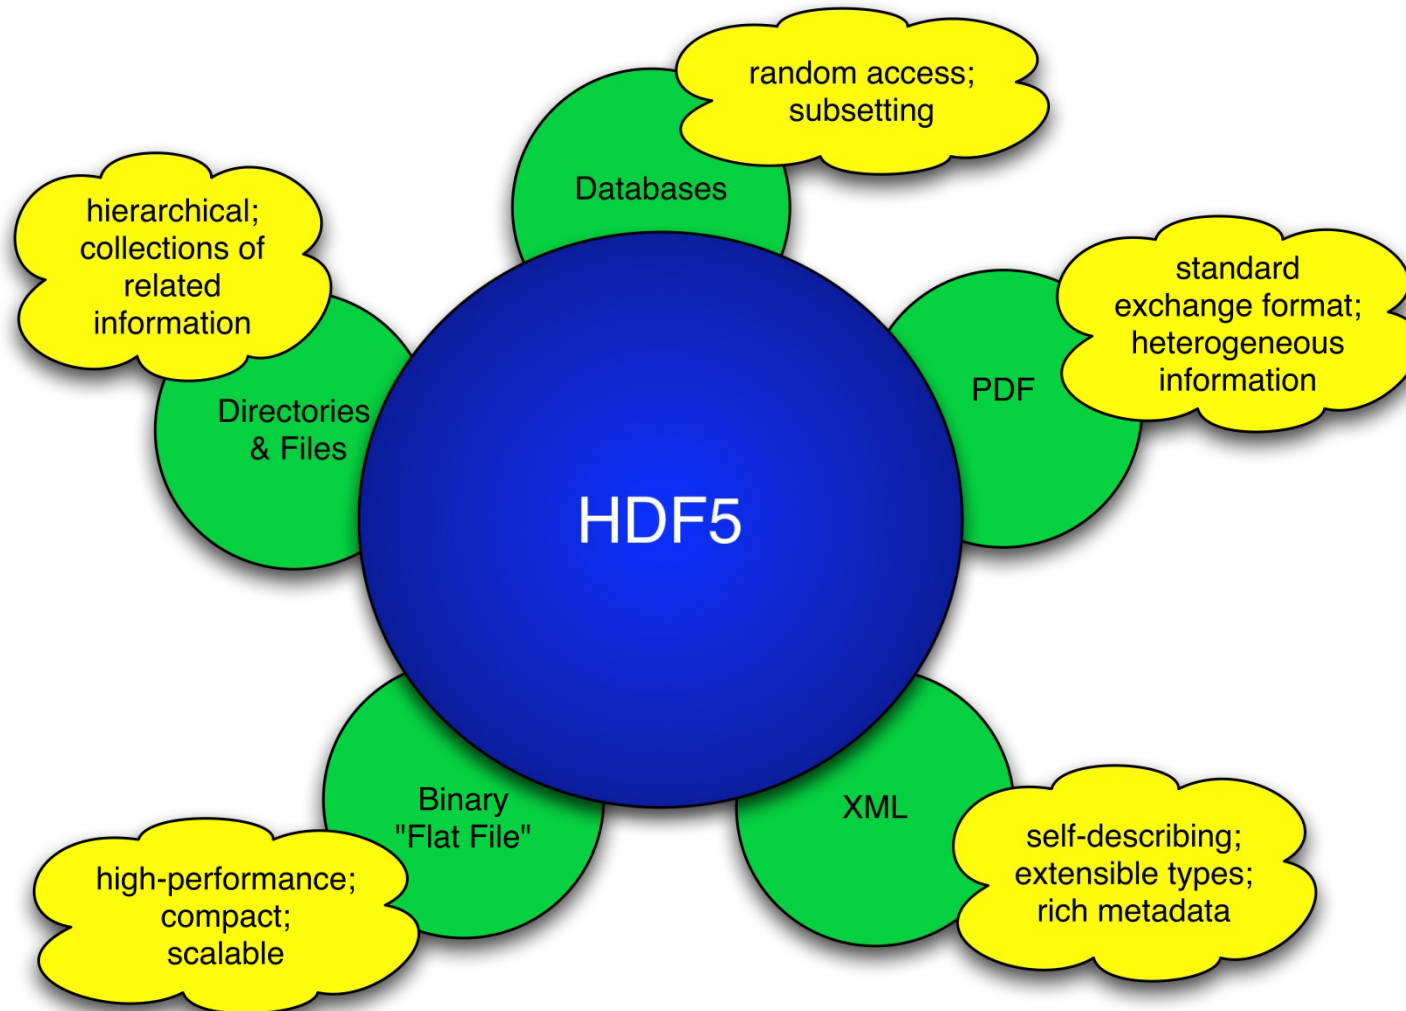 random access;
subsetting
Databases
hierarchical;
collections of
related
information
standard
exchange format;
heterogeneous
information
Directories
& Files
PDF
HDF5
Binary
"Flat File"
XML
high-performance;
compact;
scalable
self-describing;
extensible types;
rich metadata